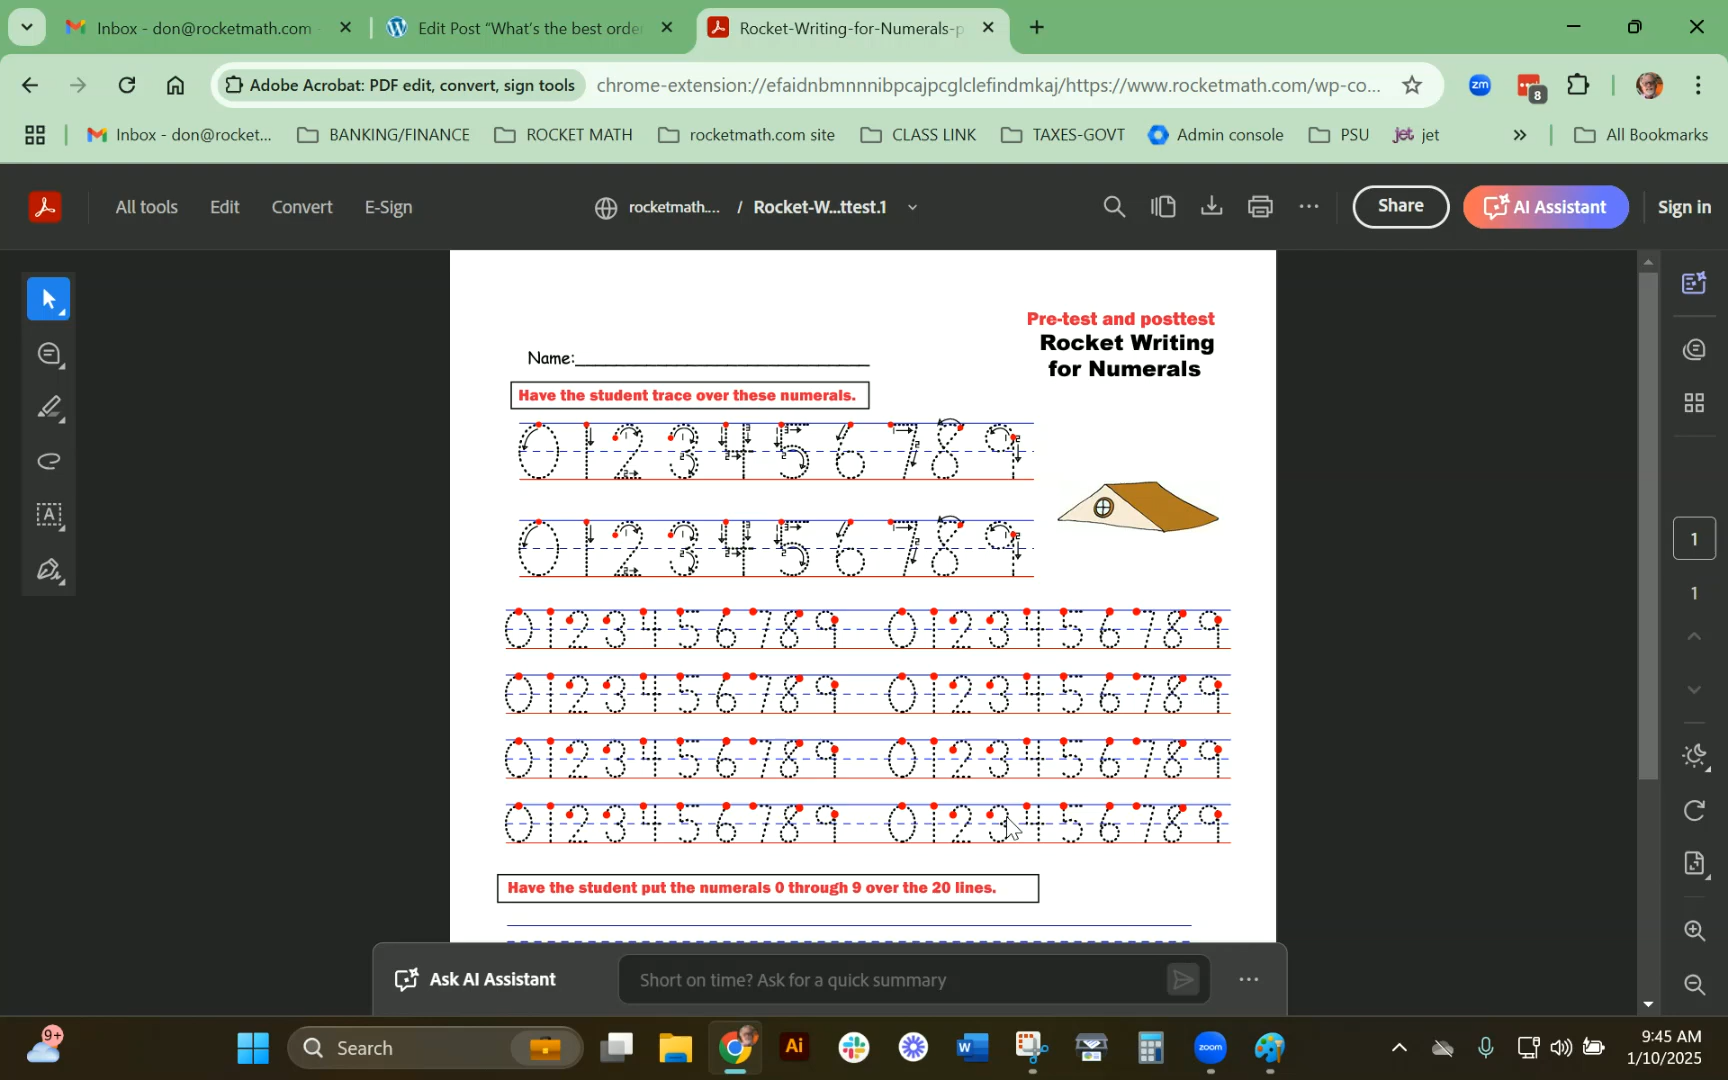 Inbox - don@rocketmath.com
Edit Post “What’s the best orde
Rocket-Writing-for-Numerals-p
Adobe Acrobat: PDF edit, convert, sign tools
chrome-extension://efaidnbmnnnibpcajpcglclefindmkaj/https://www.rocketmath.com/wp-co...
zm
8
Inbox - don@rocket...
BANKING/FINANCE
ROCKET MATH
rocketmath.com site
CLASS LINK
TAXES-GOVT
Admin console
PSU
jet jet
»
All Bookmarks
All tools
Edit
Convert
E-Sign
rocketmath.... / Rocket-W...ttest.1
Share
AI Assistant
Sign in
Pre-test and posttest
Rocket Writing
for Numerals
Name:
Have the student trace over these numerals.
0 1 2 3 4 5 6 7 8 9
0 1 2 3 4 5 6 7 8 9
0 1 2 3 4 5 6 7 8 9 0 1 2 3 4 5 6 7 8 9
0 1 2 3 4 5 6 7 8 9 0 1 2 3 4 5 6 7 8 9
0 1 2 3 4 5 6 7 8 9 0 1 2 3 4 5 6 7 8 9
0 1 2 3 4 5 6 7 8 9 0 1 2 3 4 5 6 7 8 9
Have the student put the numerals 0 through 9 over the 20 lines.
1
1
Ask AI Assistant
Short on time? Ask for a quick summary
9+
Search
Ai
W
zoom
9:45 AM
1/10/2025